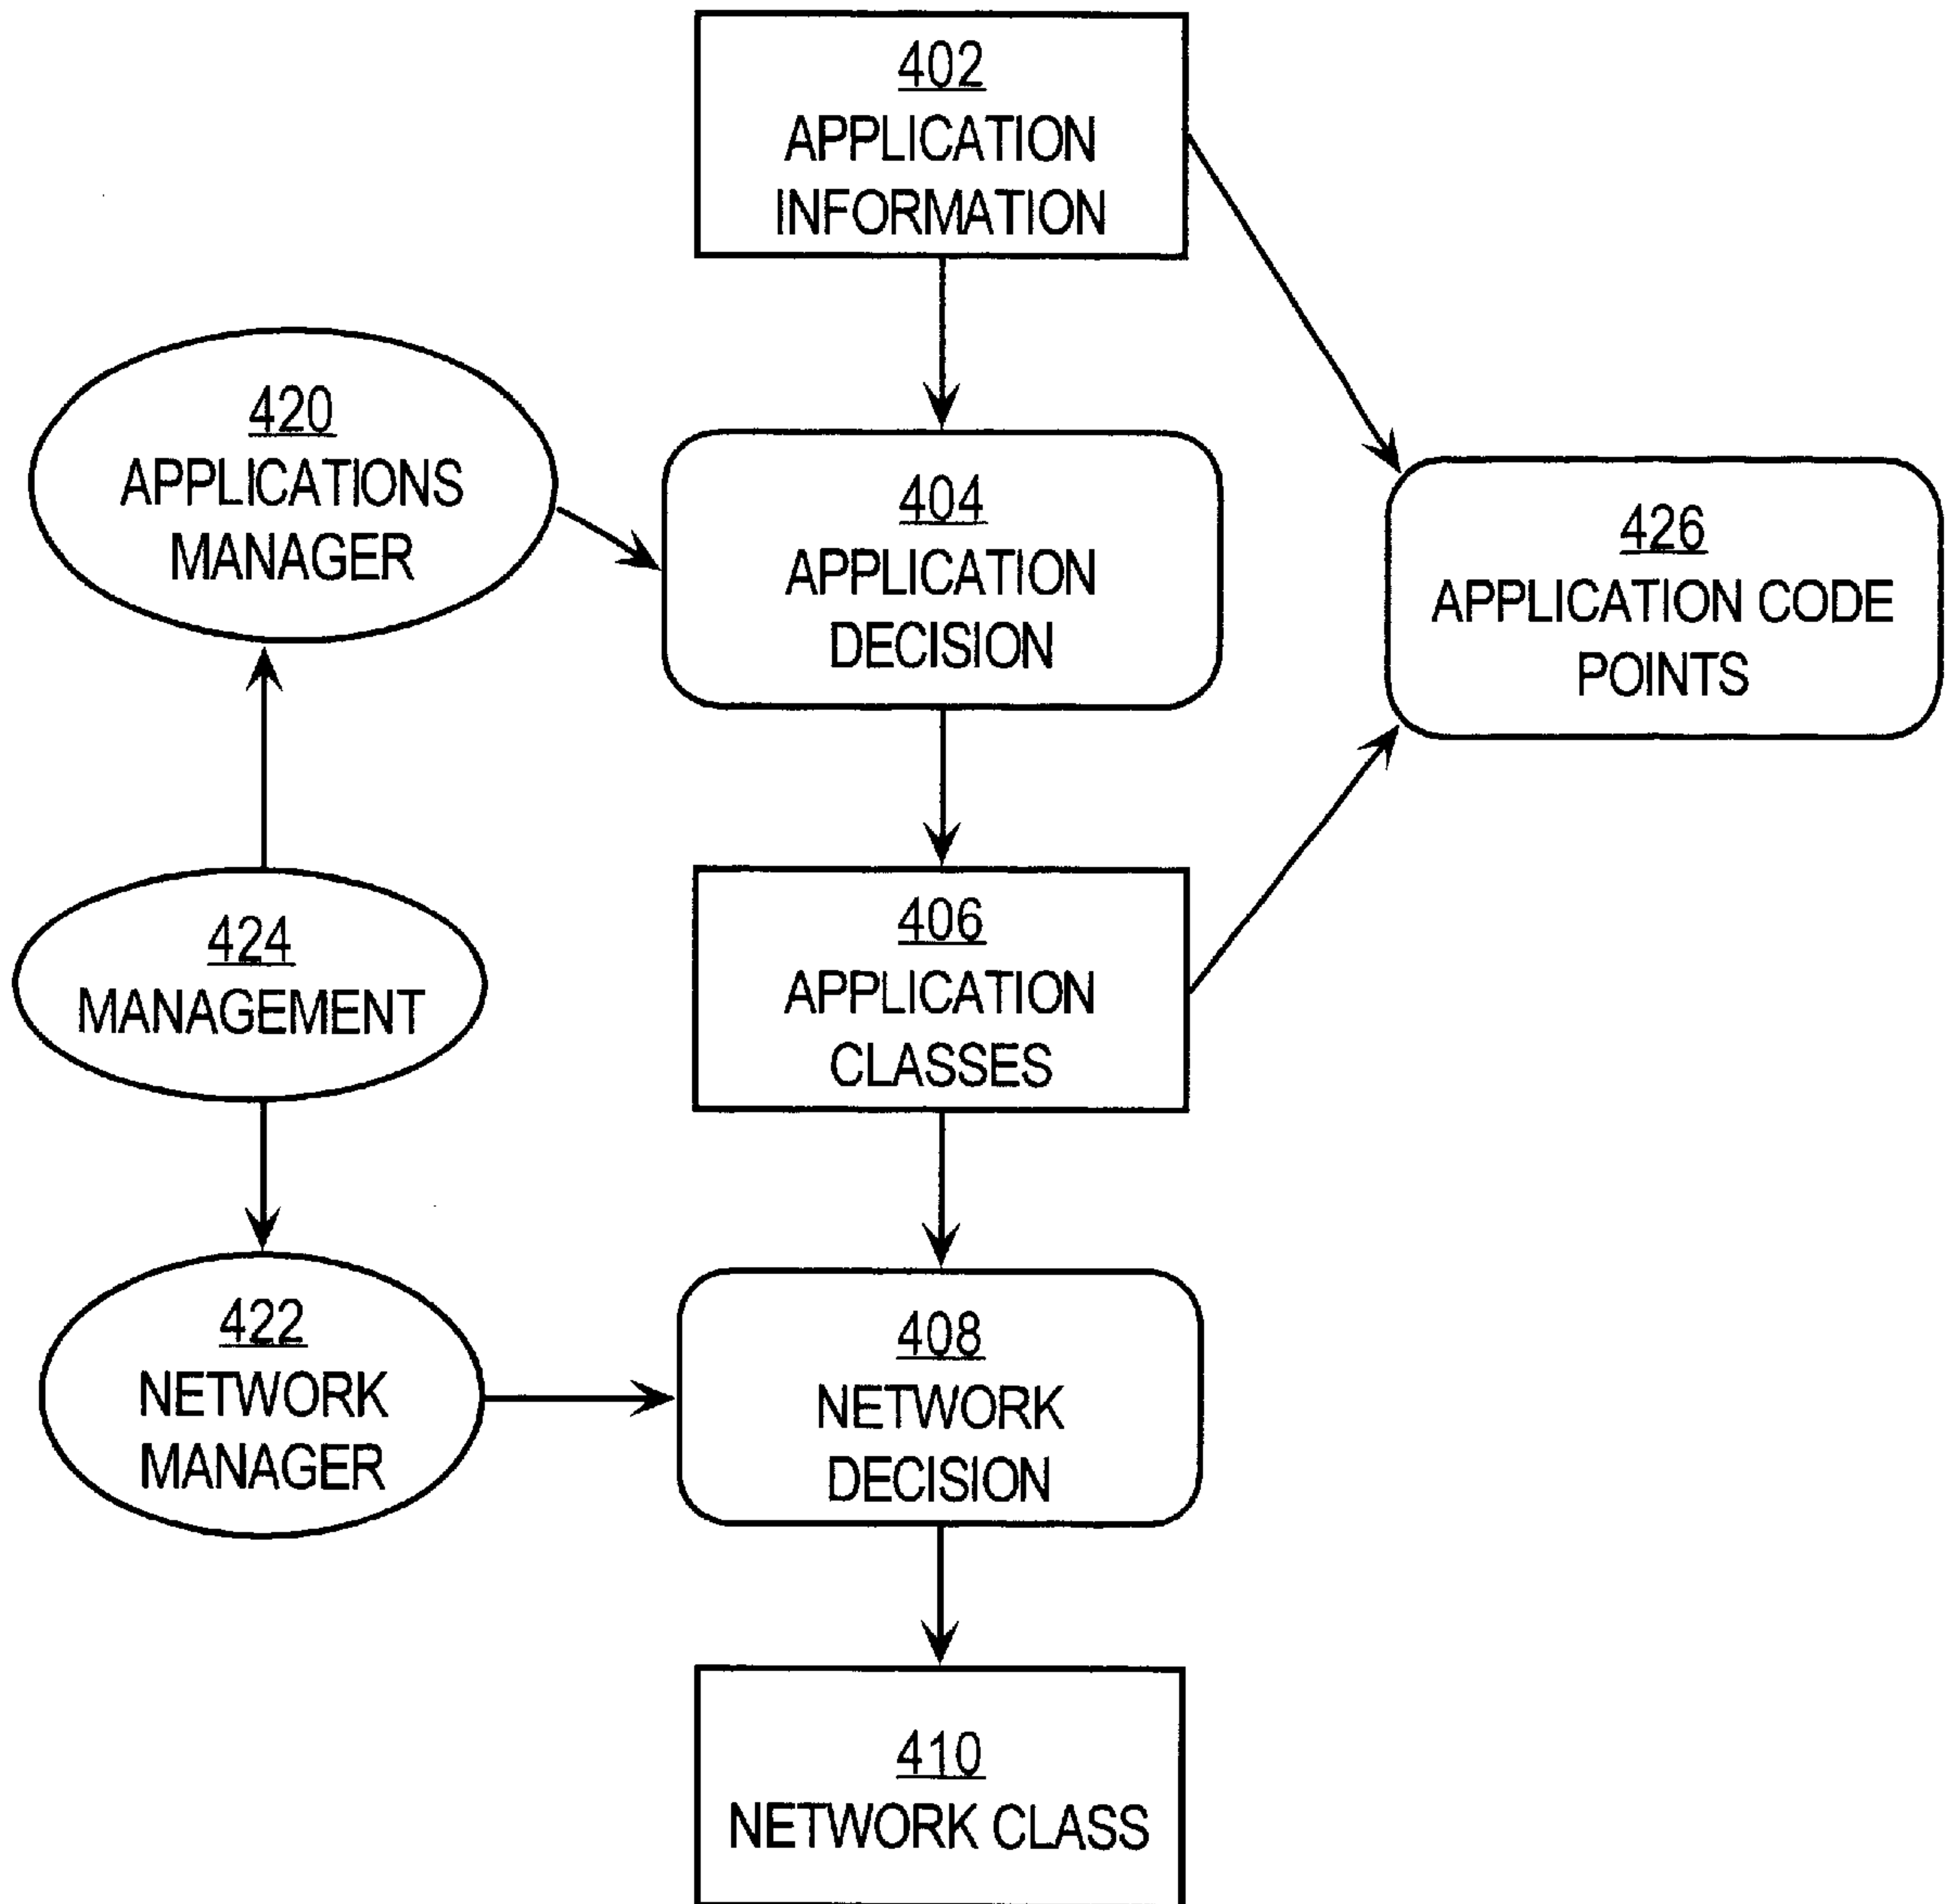 402
APPLICATION
INFORMATION
420
APPLICATIONS
MANAGER
404
APPLICATION
DECISION
426
APPLICATION CODE
POINTS
424
MANAGEMENT
406
APPLICATION
CLASSES
422
NETWORK
MANAGER
408
NETWORK
DECISION
410
NETWORK CLASS